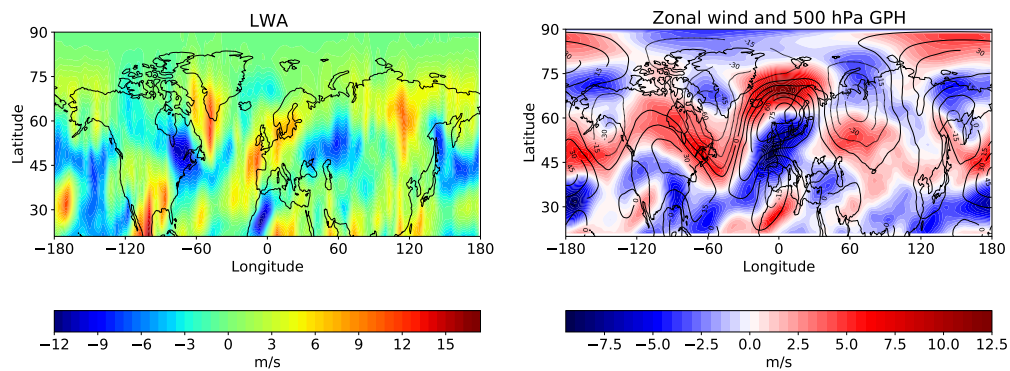 LWA
90
75
60
45
30
Latitude
−180 −120 −60 0 60 120 180
Longitude
−12 −9 −6 −3 0 3 6 9 12 15
m/s
Zonal wind and 500 hPa GPH
90
75
60
45
30
Latitude
−180 −120 −60 0 60 120 180
Longitude
−7.5 −5.0 −2.5 0.0 2.5 5.0 7.5 10.0 12.5
m/s